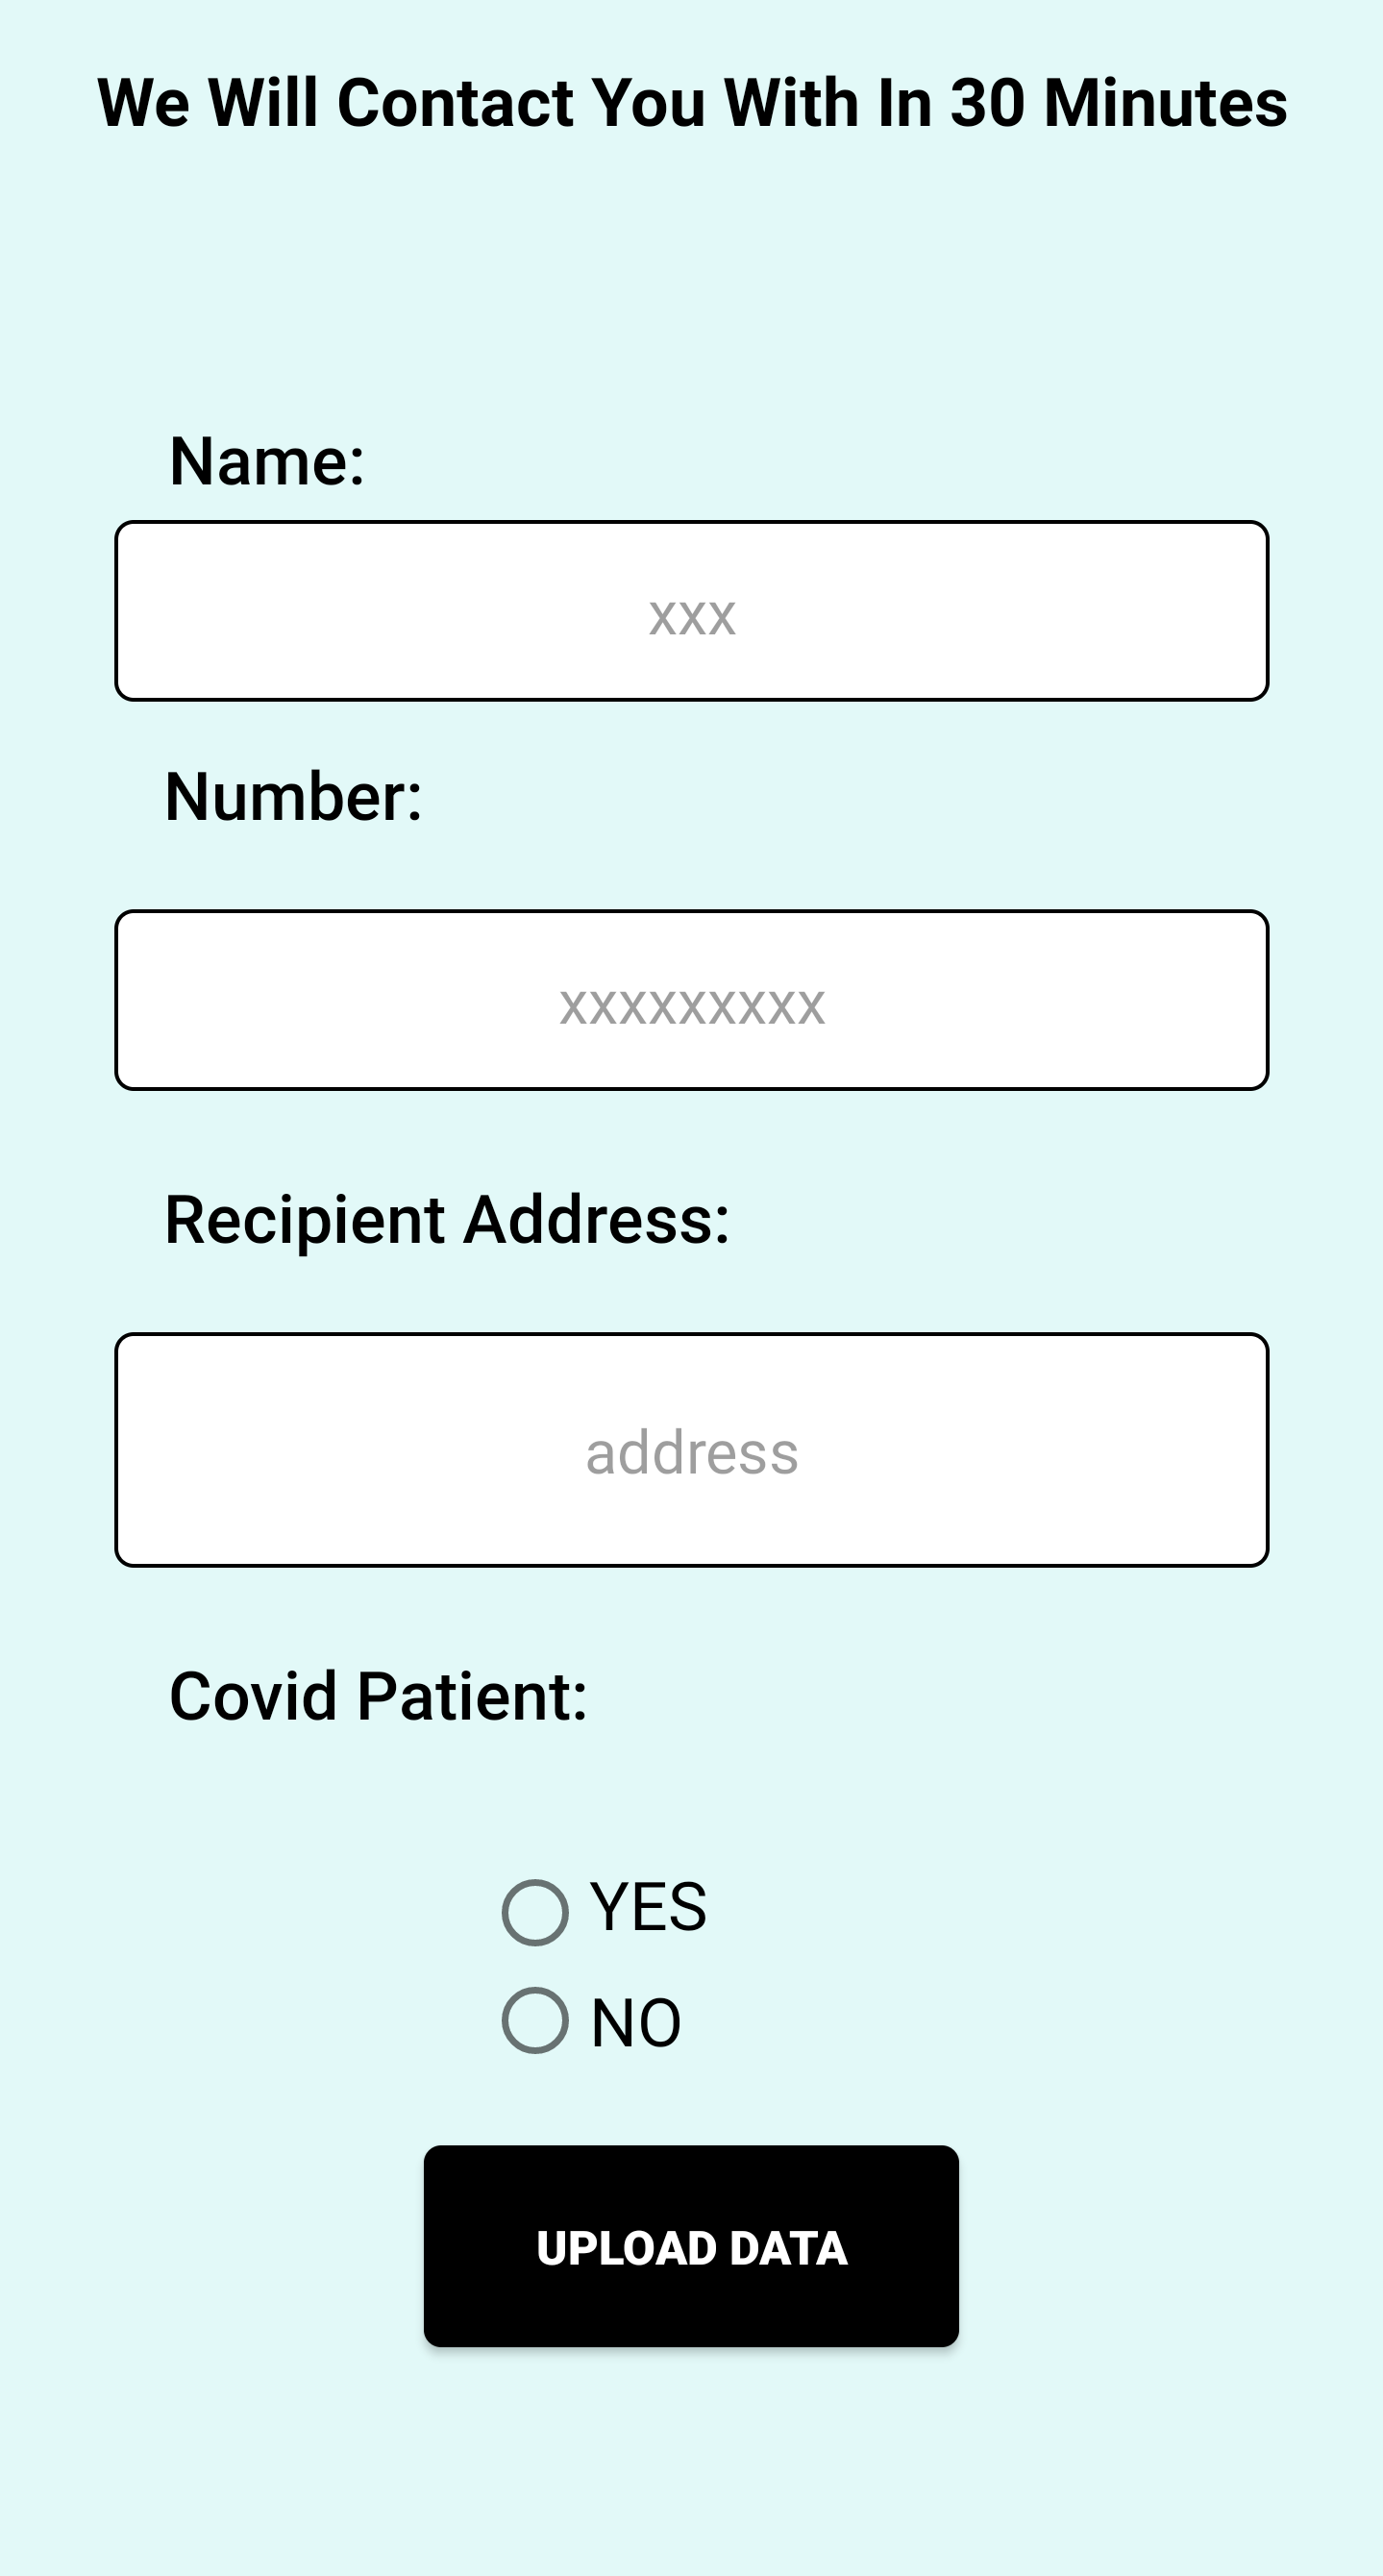 We Will Contact You With In 30 Minutes
Name:
xxx
Number:
xxxxxxxxx
Recipient Address:
address
Covid Patient:
YES
NO
UPLOAD DATA